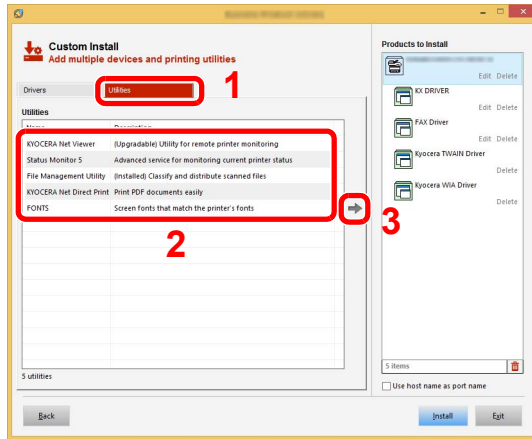 Custom Install
Add multiple devices and printing utilities
1
Drivers
Utilities
Utilities
KYOCERA Net Viewer (Upgradable) Utility for remote printer monitoring
Status Monitor 5 Advanced service for monitoring current printer status
File Management Utility (Installed) Classify and distribute scanned files
KYOCERA Net Direct Print Print PDF documents easily
FONTS Screen fonts that match the printer's fonts
2
3
5 utilities
Products to Install
Edit Delete
KX DRIVER
Edit Delete
FAX Driver
Edit Delete
Kyocera TWAIN Driver
Delete
Kyocera WIA Driver
Delete
5 items
Use host name as port name
Back
Install
Exit